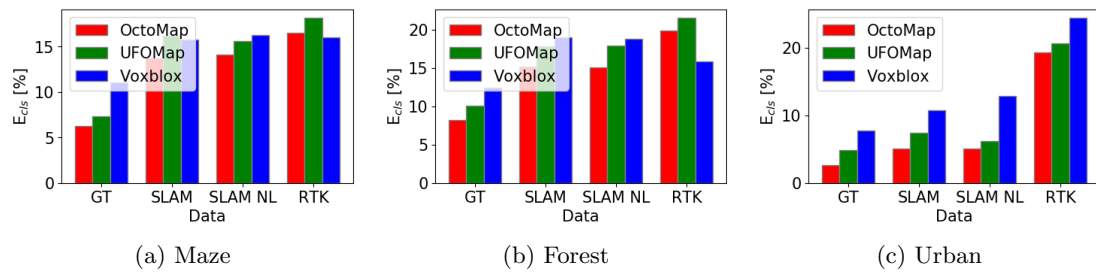 OctoMap
UFOMap
Voxblox
E_cls [%]
15
10
5
0
GT SLAM SLAM NL RTK
Data
(a) Maze
OctoMap
UFOMap
Voxblox
E_cls [%]
20
15
10
5
0
GT SLAM SLAM NL RTK
Data
(b) Forest
OctoMap
UFOMap
Voxblox
E_cls [%]
20
10
0
GT SLAM SLAM NL RTK
Data
(c) Urban